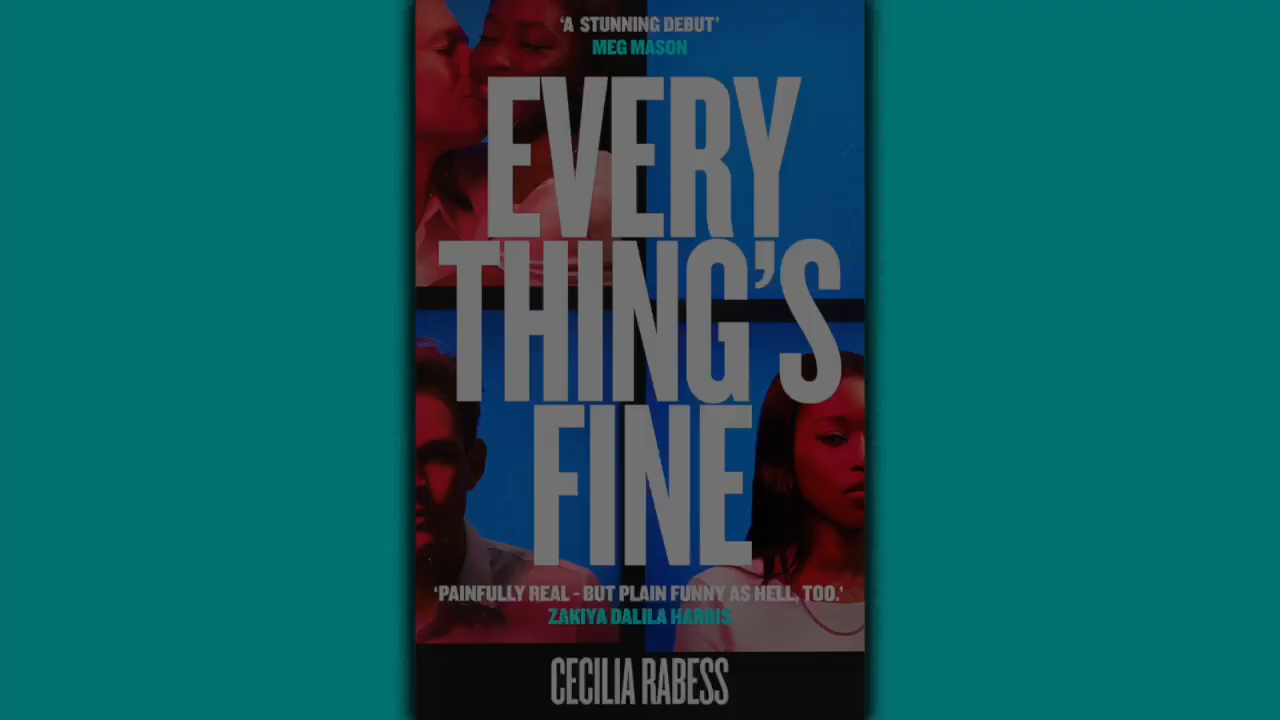 ‘A STUNNING DEBUT’
MEG MASON
EVERY
THING’S
FINE
‘PAINFULLY REAL - BUT PLAIN FUNNY AS HELL, TOO.’
ZAKIYA DALILA HARRIS
CECILIA RABESS